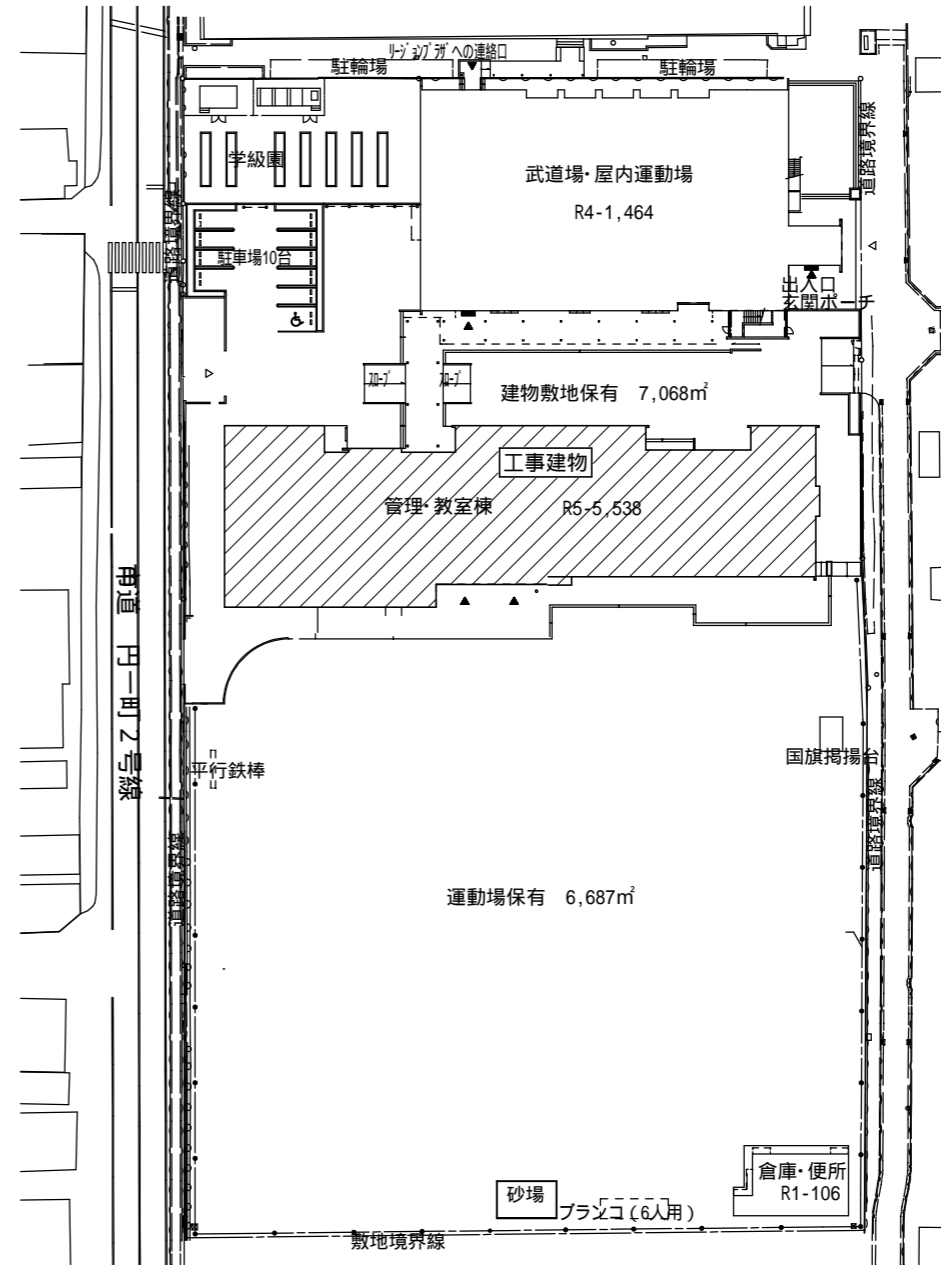 リージョンプラザへの連絡口
駐輪場
駐輪場
道路境界線
学級園
武道場・屋内運動場
R4-1,464
道路境界線
駐車場10台
出入口
玄関ポーチ
スロープ
スロープ
建物敷地保有 7,068㎡
工事建物
管理・教室棟
R5-5,538
市道 円一町2号線
平行鉄棒
国旗掲揚台
道路境界線
道路境界線
運動場保有 6,687㎡
倉庫・便所
R1-106
砂場
ブランコ(6人用)
敷地境界線